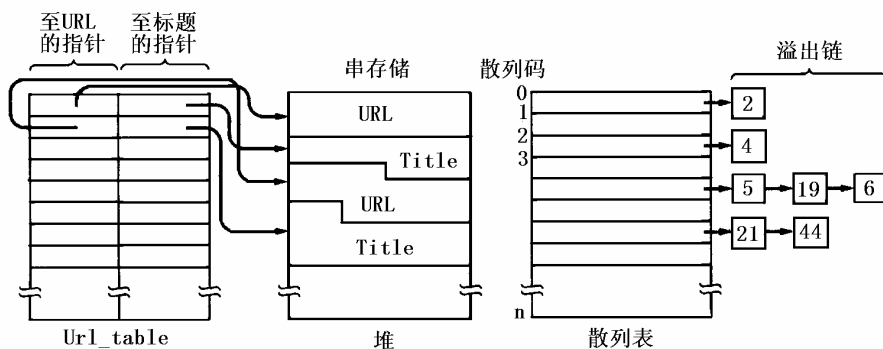 至URL
的指针
至标题
的指针
串存储
散列码
溢出链
URL
Title
URL
Title
0
1
2
3
n
2
4
5
19
6
21
44
Url_table
堆
散列表